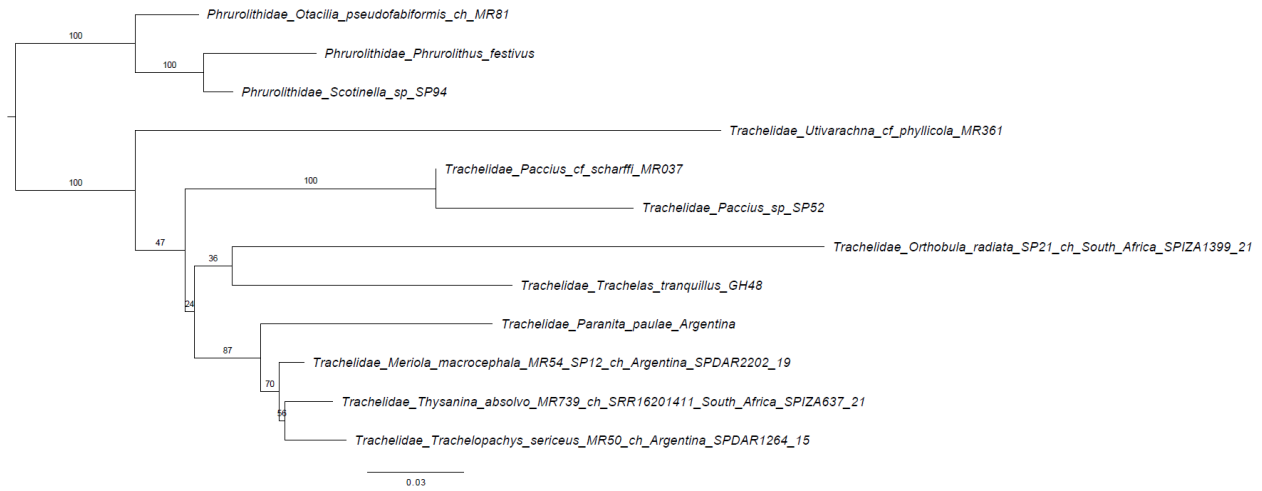 Phrurolithidae_Otacilia_pseudofabiformis_ch_MR81
100
Phrurolithidae_Phrurolithus_festivus
100
Phrurolithidae_Scotinella_sp_SP94
Trachelidae_Utivarachna_cf_phyllicola_MR361
Trachelidae_Paccius_cf_scharffi_MR037
100
100
Trachelidae_Paccius_sp_SP52
47
Trachelidae_Orthobula_radiata_SP21_ch_South_Africa_SPIZA1399_21
36
Trachelidae_Trachelas_tranquillus_GH48
24
Trachelidae_Paranita_paulae_Argentina
87
Trachelidae_Meriola_macrocephala_MR54_SP12_ch_Argentina_SPDAR2202_19
70
Trachelidae_Thysanina_absolvo_MR739_ch_SRR16201411_South_Africa_SPIZA637_21
56
Trachelidae_Trachelopachys_sericeus_MR50_ch_Argentina_SPDAR1264_15
0.03